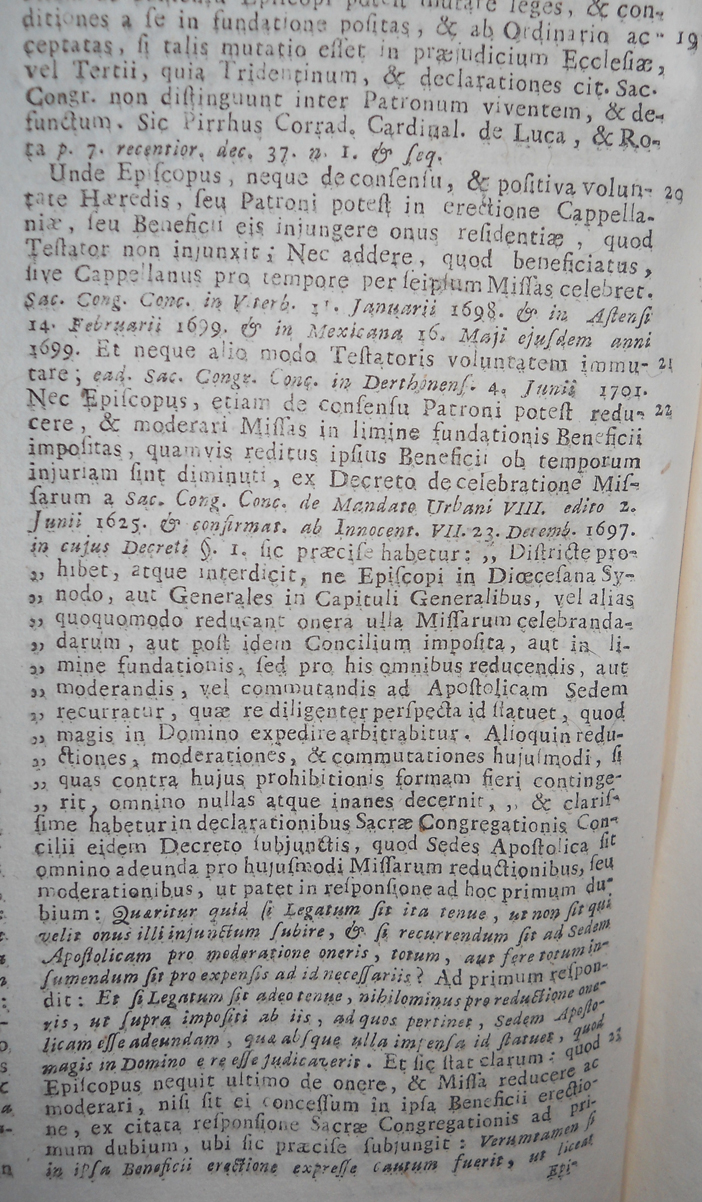 Episcopi potest mutare leges, & con-
ditiones a ſe in fundatione poſitas, & ab Ordinario ac- 19
ceptatas, ſi talis mutatio eſſet in præjudicium Eccleſiæ,
vel Tertii, quia Tridentinum, & declarationes cit. Sac.
Congr. non diſtinguunt inter Patronum viventem, & de-
functum. Sic Pirrhus Corrad. Cardinal. de Luca, & Ro-
ta p. 7. recentior. dec. 37. n. 1. & ſeq.
Unde Epiſcopus, neque de conſenſu, & poſitiva volun- 20
tate Hæredis, ſeu Patroni poteſt in erectione Cappella-
niæ, ſeu Beneficii eis injungere onus reſidentiæ, quod
Teſtator non injunxit; Nec addere, quod beneficiatus,
ſive Cappellanus pro tempore per ſeipſum Miſſas celebret.
Sac. Cong. Conc. in Viterb. 11. Januarii 1698. & in Aſtenſi
14. Februarii 1699. & in Mexicana 16. Maji ejuſdem anni
1699. Et neque alio modo Teſtatoris voluntatem immu- 21
tare; ead. Sac. Congr. Conc. in Derthonenſ. 4. Junii 1701.
Nec Epiſcopus, etiam de conſenſu Patroni poteſt redu- 22
cere, & moderari Miſſas in limine fundationis Beneficii
impoſitas, quamvis reditus ipſius Beneficii ob temporum
injuriam ſint diminuti, ex Decreto de celebratione Miſ-
ſarum a Sac. Cong. Conc. de Mandato Urbani VIII. edito 2.
Junii 1625. & confirmat. ab Innocent. VII. 23. Decemb. 1697.
in cujus Decreti §. 1. ſic præciſe habetur: ,, Diſtricte pro-
,, hibet, atque interdicit, ne Epiſcopi in Diœceſana Sy-
,, nodo, aut Generales in Capituli Generalibus, vel alias
,, quoquomodo reducant onera ulla Miſſarum celebranda-
,, darum, aut poſt idem Concilium impoſita, aut in li-
,, mine fundationis, ſed pro his omnibus reducendis, aut
,, moderandis, vel commutandis ad Apoſtolicam Sedem
,, recurratur, quæ re diligenter perſpecta id ſtatuet, quod
,, magis in Domino expedire arbitrabitur. Alioquin redu-
,, ctiones, moderationes, & commutationes hujuſmodi, ſi
,, quas contra hujus prohibitionis formam fieri continge-
,, rit, omnino nullas atque inanes decernit, ,, & clariſ-
ſime habetur in declarationibus Sacræ Congregationis Con-
cilii eidem Decreto ſubjunctis, quod Sedes Apoſtolica ſit
omnino adeunda pro hujuſmodi Miſſarum reductionibus, ſeu
moderationibus, ut patet in reſponſione ad hoc primum du-
bium: Quæritur quid ſi Legatum ſit ita tenue, ut non ſit qui
velit onus illi injunctum ſubire, & ſi recurrendum ſit ad Sedem
Apoſtolicam pro moderatione oneris, totum, aut fere totum in-
ſumendum ſit pro expenſis ad id neceſſariis? Ad primum reſpon-
dit: Et ſi Legatum ſit adeo tenue, nihilominus pro reductione one-
ris, ut ſupra impoſiti ab iis, ad quos pertinet, Sedem Apoſto-
licam eſſe adeundam, quæ abſque ulla impenſa id ſtatuet, quod
magis in Domino e re eſſe judicaverit. Et ſic ſtat clarum: quod 23
Epiſcopus nequit ultimo de onere, & Miſſa reducere ac
moderari, niſi ſit ei conceſſum in ipſa Beneficii erectio-
ne, ex citata reſponſione Sacræ Congregationis ad pri-
mum dubium, ubi ſic præciſe ſubjungit: Verumtamen ſi
in ipſa Beneficii erectione expreſſe cautum fuerit, ut liceat
Epi-